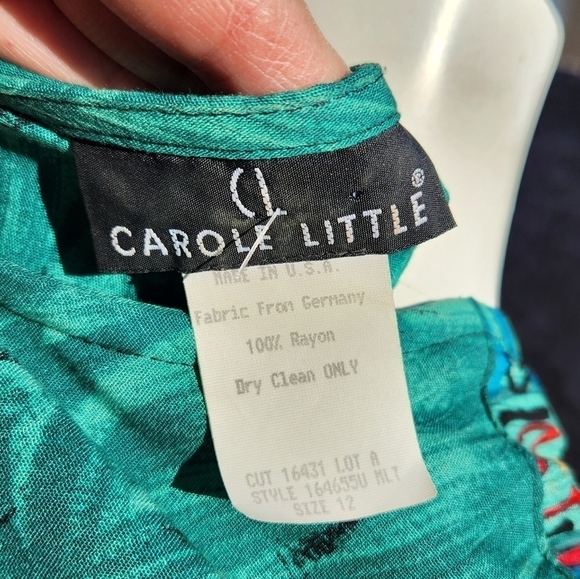 CL
CAROLE LITTLE®
MADE IN U.S.A.
Fabric From Germany
100% Rayon
Dry Clean ONLY
CUT 16431 LOT A
STYLE 164655U MLT
SIZE 12